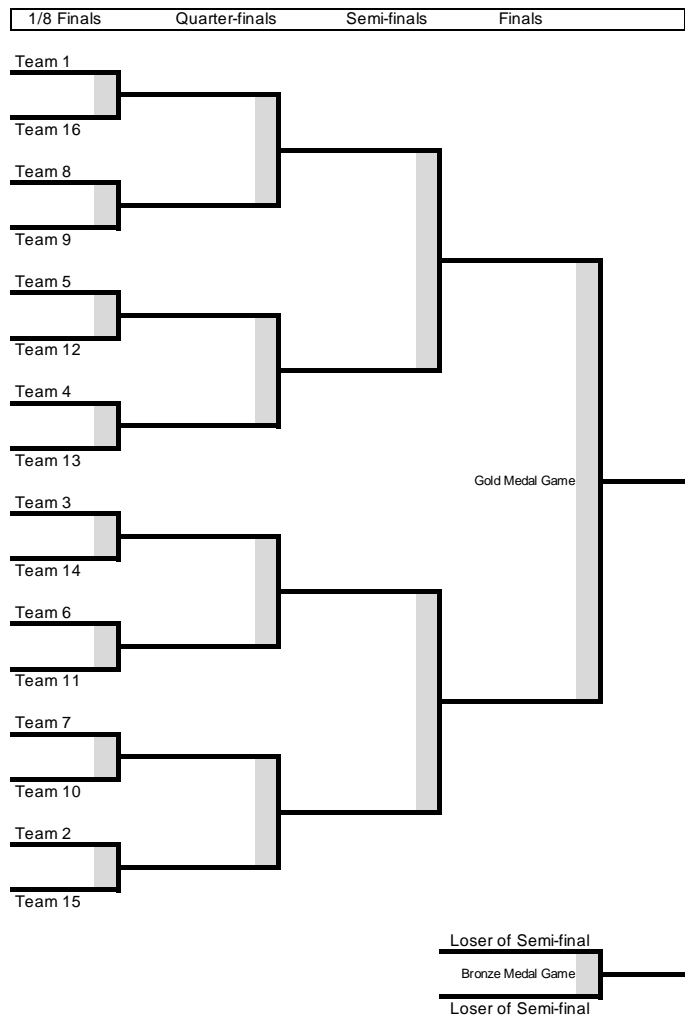 1/8 Finals Quarter-finals Semi-finals Finals
Team 1
Team 16
Team 8
Team 9
Team 5
Team 12
Team 4
Team 13
Gold Medal Game
Team 3
Team 14
Team 6
Team 11
Team 7
Team 10
Team 2
Team 15
Loser of Semi-final
Bronze Medal Game
Loser of Semi-final